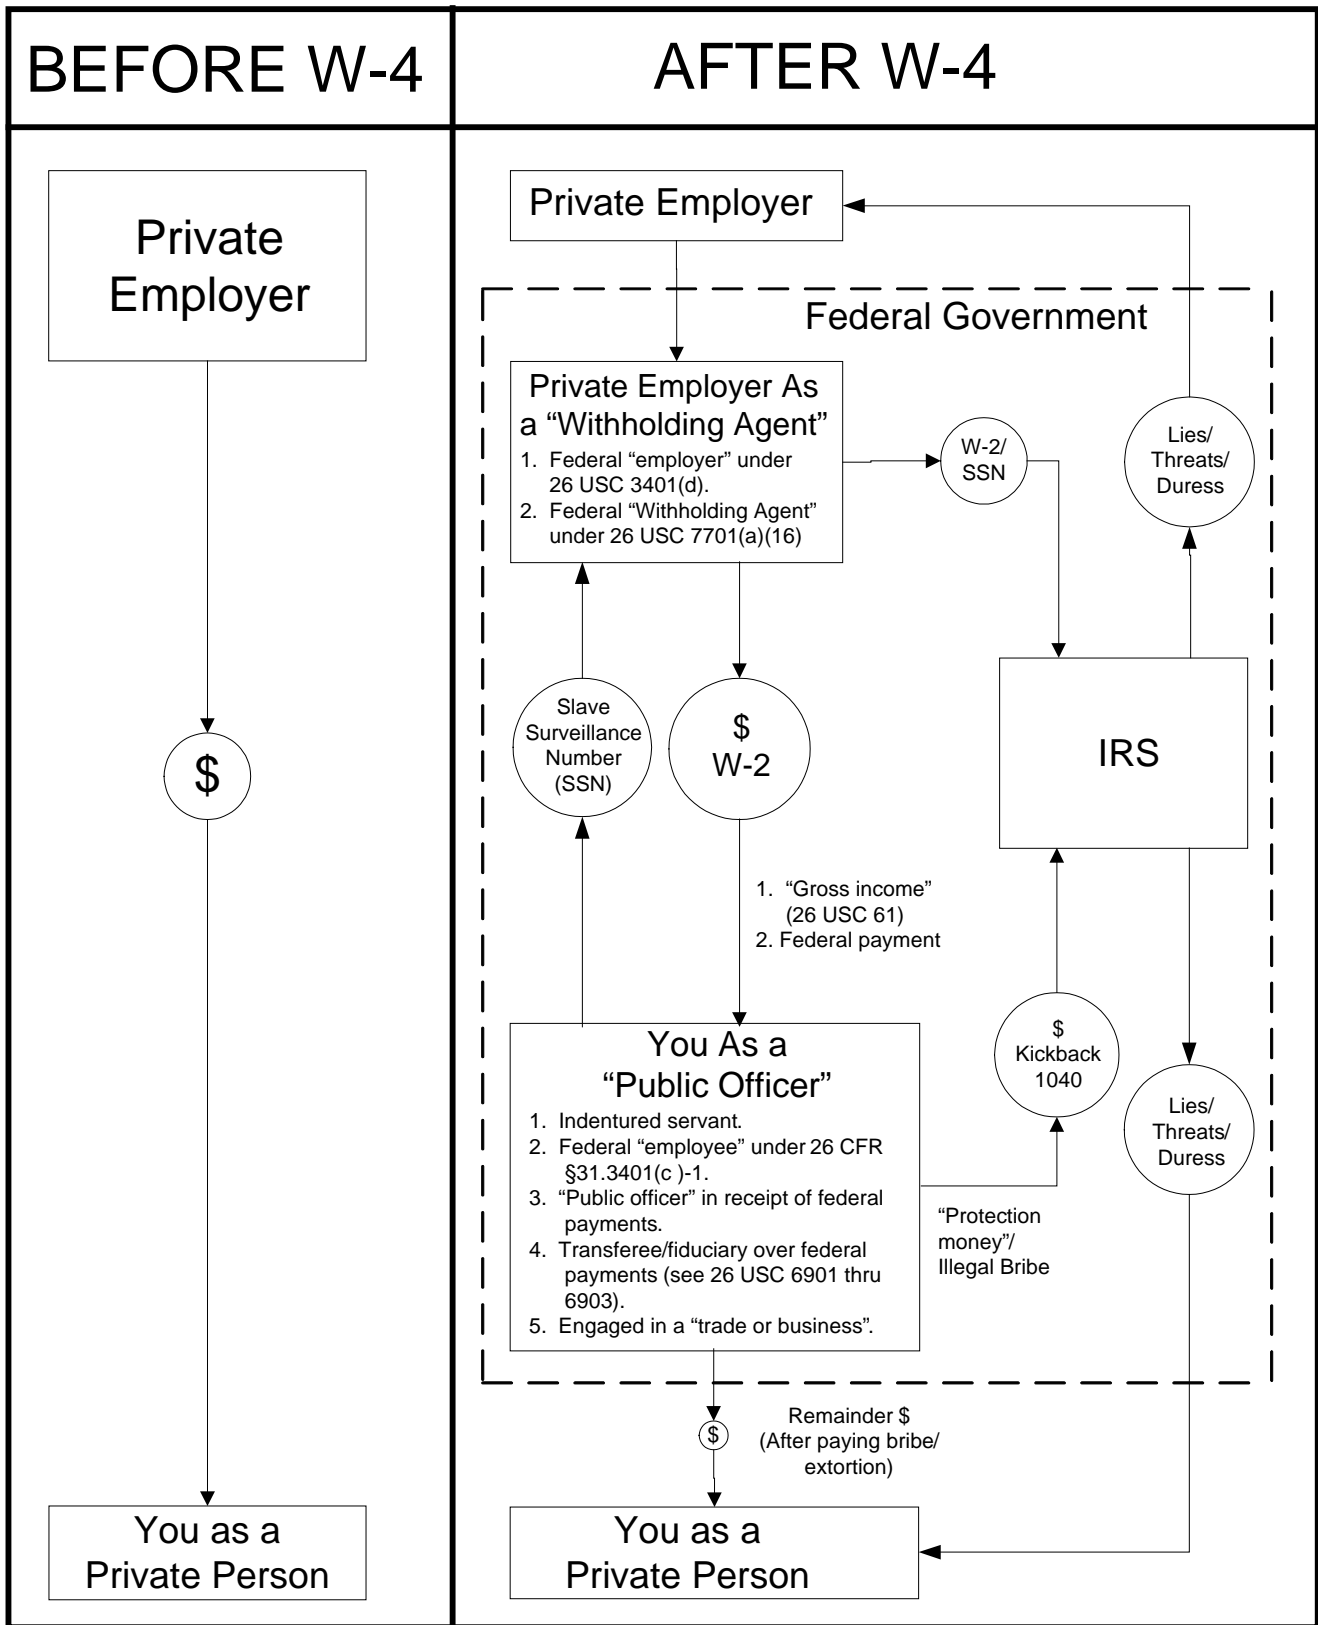 BEFORE W-4
AFTER W-4
Private
Employer
$
You as a
Private Person
Private Employer
Federal Government
Private Employer As
a “Withholding Agent”
1. Federal “employer” under
26 USC 3401(d).
2. Federal “Withholding Agent”
under 26 USC 7701(a)(16)
W-2/
SSN
Lies/
Threats/
Duress
Slave
Surveillance
Number
(SSN)
$
W-2
IRS
1. “Gross income”
(26 USC 61)
2. Federal payment
You As a
“Public Officer”
1. Indentured servant.
2. Federal “employee” under 26 CFR
§31.3401(c )-1.
3. “Public officer” in receipt of federal
payments.
4. Transferee/fiduciary over federal
payments (see 26 USC 6901 thru
6903).
5. Engaged in a “trade or business”.
$
Kickback
1040
Lies/
Threats/
Duress
“Protection
money”/
Illegal Bribe
$
Remainder $
(After paying bribe/
extortion)
You as a
Private Person